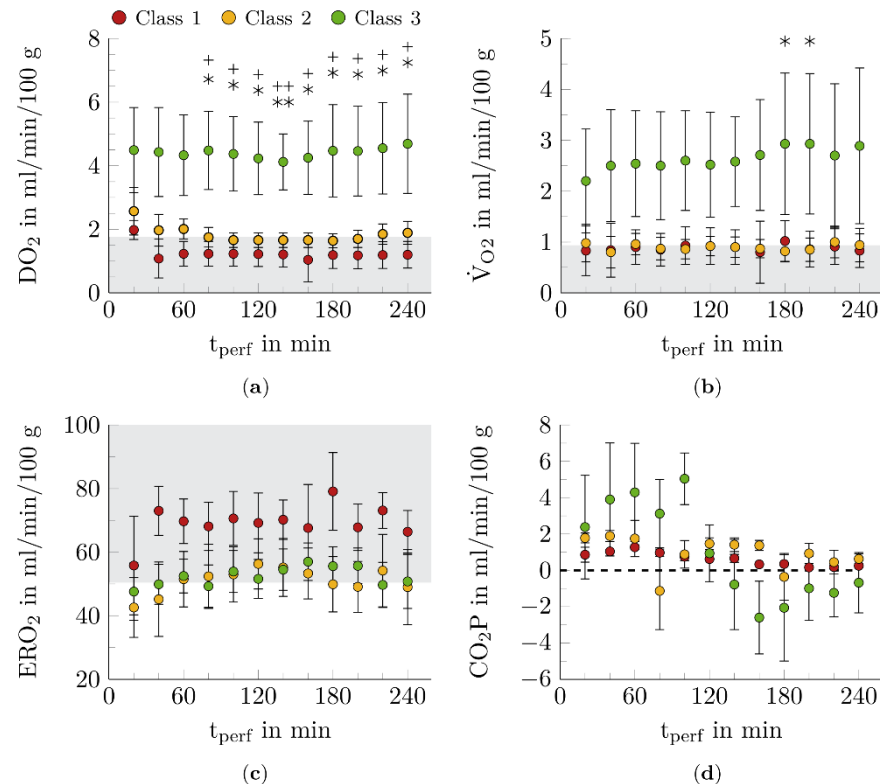 Class 1 Class 2 Class 3
DO2 in ml/min/100 g
8
6
4
2
0
+ + + ++ + + + + +
* * * ** * * * * *
0 60 120 180 240
tperf in min
(a)
V̇O2 in ml/min/100 g
5
4
3
2
1
0
* *
0 60 120 180 240
tperf in min
(b)
ERO2 in ml/min/100 g
100
80
60
40
20
0 60 120 180 240
tperf in min
(c)
CO2P in ml/min/100 g
8
6
4
2
0
−2
−4
−6
0 60 120 180 240
tperf in min
(d)